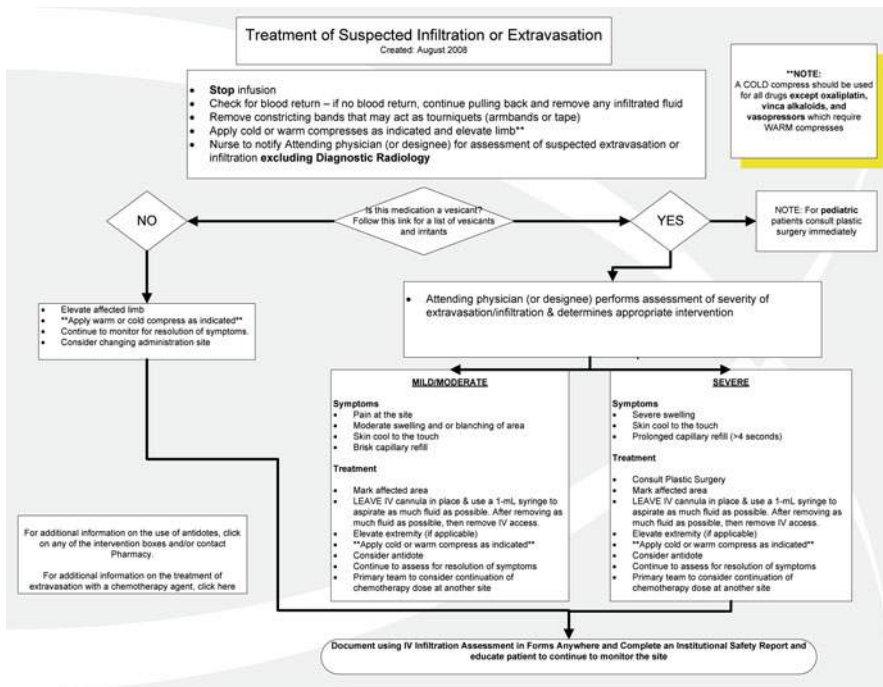 Treatment of Suspected Infiltration or Extravasation
Created: August 2008
**NOTE:
A COLD compress should be used
for all drugs except oxaliplatin,
vinca alkaloids, and
vasopressors which require
WARM compresses
• Stop infusion
• Check for blood return – if no blood return, continue pulling back and remove any infiltrated fluid
• Remove constricting bands that may act as tourniquets (armbands or tape)
• Apply cold or warm compresses as indicated and elevate limb**
• Nurse to notify Attending physician (or designee) for assessment of suspected extravasation or
infiltration excluding Diagnostic Radiology
NO
Is this medication a vesicant?
Follow this link for a list of vesicants
and irritants
YES
NOTE: For pediatric
patients consult plastic
surgery immediately
• Elevate affected limb
• **Apply warm or cold compress as indicated**
• Continue to monitor for resolution of symptoms.
• Consider changing administration site
• Attending physician (or designee) performs assessment of severity of
extravasation/infiltration & determines appropriate intervention
MILD/MODERATE
Symptoms
• Pain at the site
• Moderate swelling and or blanching of area
• Skin cool to the touch
• Brisk capillary refill
Treatment
• Mark affected area
• LEAVE IV cannula in place & use a 1-mL syringe to
aspirate as much fluid as possible. After removing as
much fluid as possible, then remove IV access.
• Elevate extremity (if applicable)
• **Apply cold or warm compress as indicated**
• Consider antidote
• Continue to assess for resolution of symptoms
• Primary team to consider continuation of
chemotherapy dose at another site
SEVERE
Symptoms
• Severe swelling
• Skin cool to the touch
• Prolonged capillary refill (>4 seconds)
Treatment
• Consult Plastic Surgery
• Mark affected area
• LEAVE IV cannula in place & use a 1-mL syringe to
aspirate as much fluid as possible. After removing as
much fluid as possible, then remove IV access.
• Elevate extremity (if applicable)
• **Apply cold or warm compress as indicated**
• Consider antidote
• Continue to assess for resolution of symptoms
• Primary team to consider continuation of
chemotherapy dose at another site
For additional information on the use of antidotes, click
on any of the intervention boxes and/or contact
Pharmacy.
For additional information on the treatment of
extravasation with a chemotherapy agent, click here
Document using IV Infiltration Assessment in Forms Anywhere and Complete an Institutional Safety Report and
educate patient to continue to monitor the site